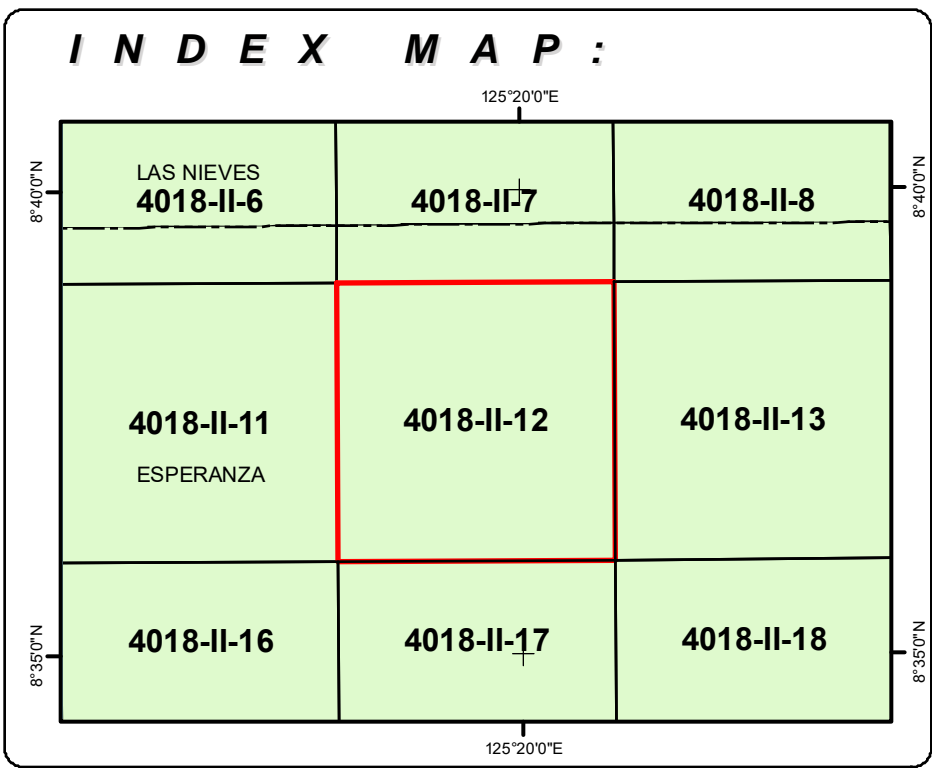 INDEX MAP:
125°20'0"E
8°40'0"N
8°40'0"N
LAS NIEVES
4018-II-6
4018-II-7
4018-II-8
4018-II-11
4018-II-12
4018-II-13
ESPERANZA
4018-II-16
4018-II-17
4018-II-18
8°35'0"N
8°35'0"N
125°20'0"E